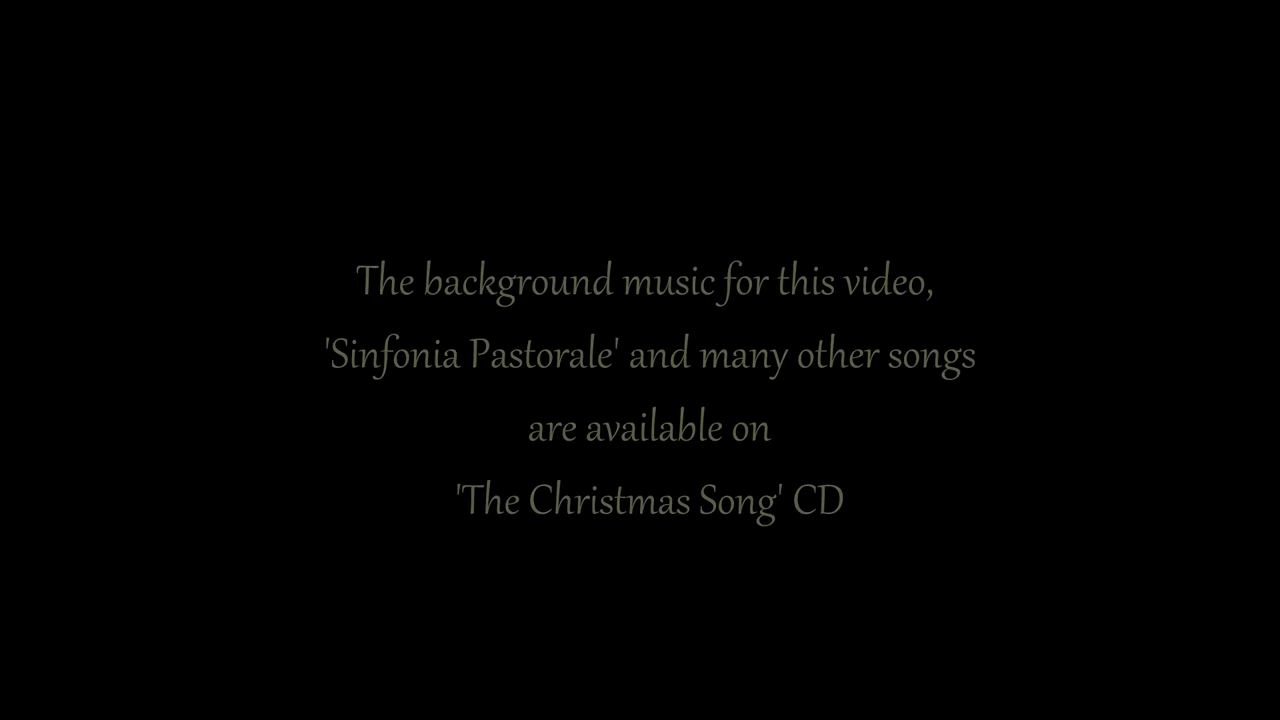 The background music for this video,
'Sinfonia Pastorale' and many other songs
are available on
'The Christmas Song' CD